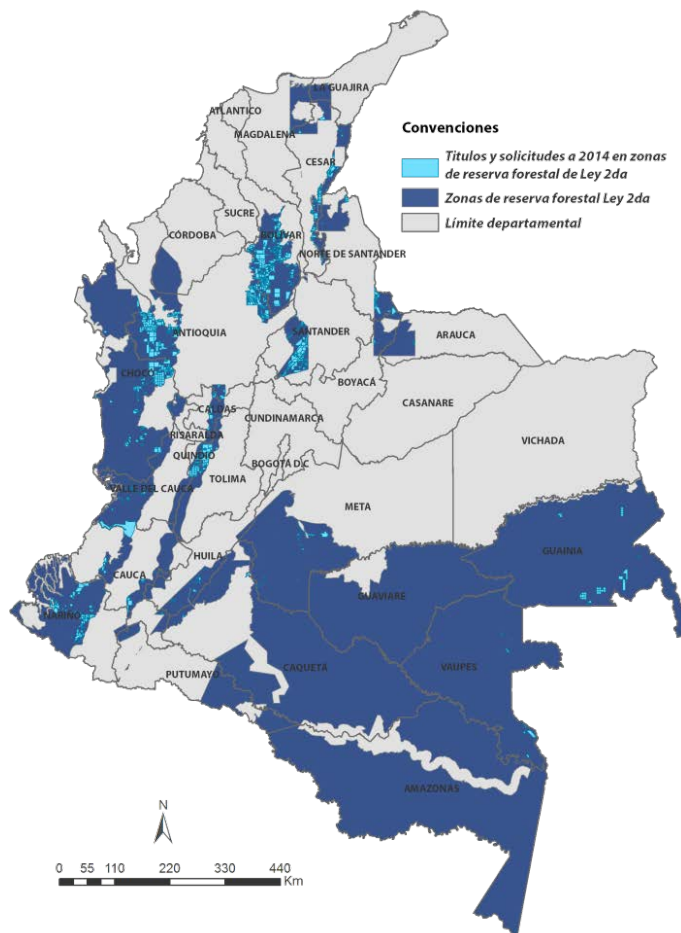 LA GUAJIRA
ATLANTICO
MAGDALENA
CESAR
Convenciones
Titulos y solicitudes a 2014 en zonas
de reserva forestal de Ley 2da
Zonas de reserva forestal Ley 2da
Límite departamental
SUCRE
BOLIVAR
CÓRDOBA
NORTE DE SANTANDER
ANTIOQUIA
SANTANDER
ARAUCA
CHOCO
BOYACÁ
CASANARE
CALDAS
CUNDINAMARCA
RISARALDA
VICHADA
QUINDIO
BOGOTÁ D.C
TOLIMA
VALLE DEL CAUCA
META
HUILA
GUAINIA
CAUCA
GUAVIARE
NARIÑO
CAQUETÁ
VAUPES
PUTUMAYO
AMAZONAS
N
0 55 110 220 330 440
Km